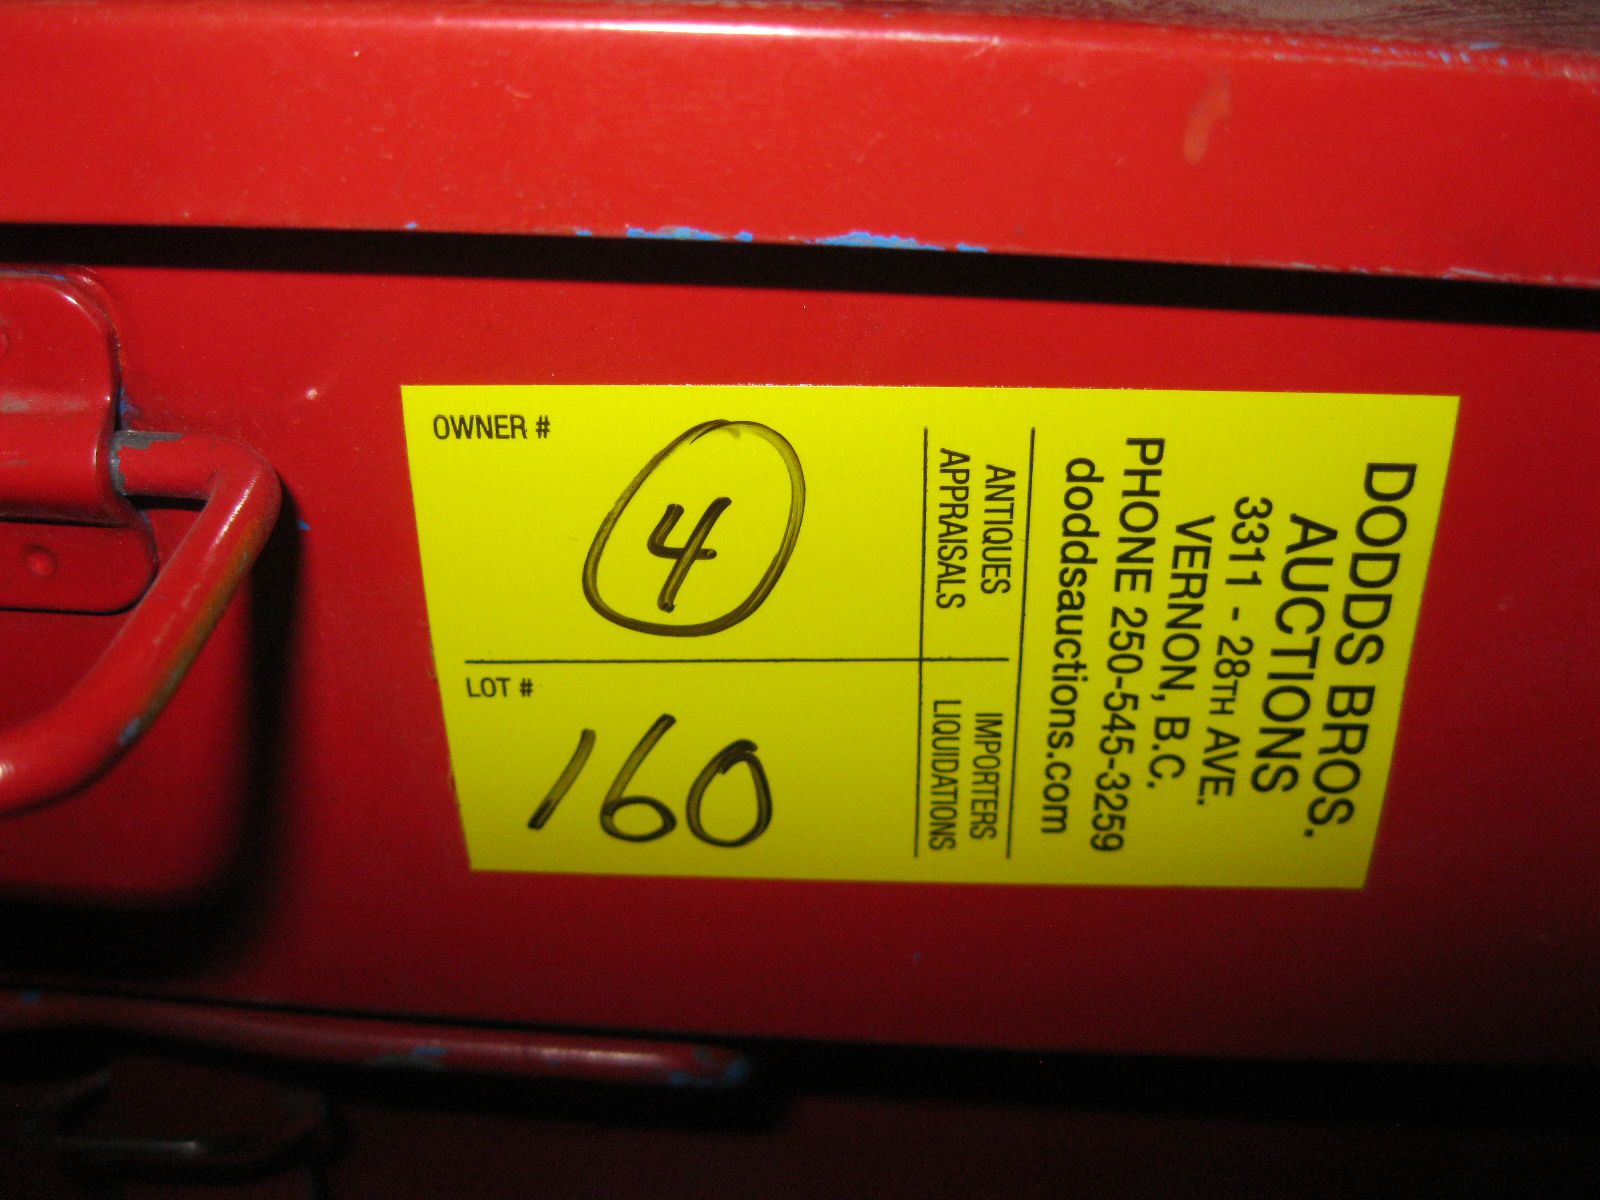 DODDS BROS.
AUCTIONS
3311 - 28TH AVE.
VERNON, B.C.
PHONE 250-545-3259
doddsauctions.com
ANTIQUES
APPRAISALS
IMPORTERS
LIQUIDATIONS
OWNER #
4
LOT #
160